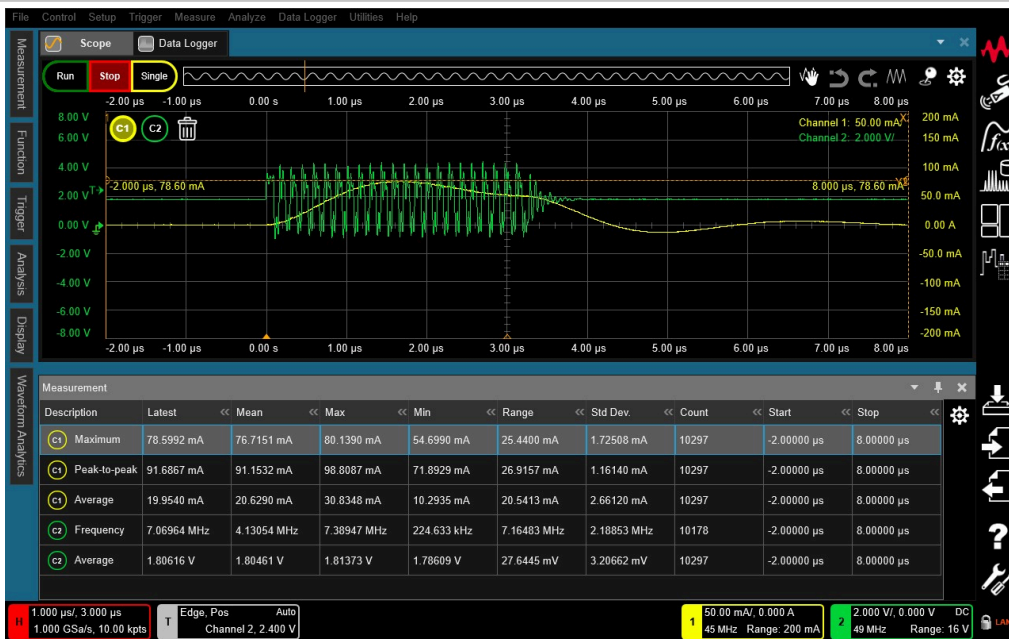 File Control Setup Trigger Measure Analyze Data Logger Utilities Help
Measurement
Function
Trigger
Analysis
Display
Waveform Analytics
Scope Data Logger
Run Stop Single
-2.00 µs -1.00 µs 0.00 s 1.00 µs 2.00 µs 3.00 µs 4.00 µs 5.00 µs 6.00 µs 7.00 µs 8.00 µs
8.00 V C1 C2 Channel 1: 50.00 mA/ 200 mA
6.00 V Channel 2: 2.000 V/ 150 mA
4.00 V 100 mA
-2.000 µs, 78.60 mA 8.000 µs, 78.60 mA
2.00 V T 50.0 mA
0.00 V 0.00 A
-2.00 V -50.0 mA
-4.00 V -100 mA
-6.00 V -150 mA
-8.00 V -200 mA
-2.00 µs -1.00 µs 0.00 s 1.00 µs 2.00 µs 3.00 µs 4.00 µs 5.00 µs 6.00 µs 7.00 µs 8.00 µs
Measurement
Description Latest Mean Max Min Range Std Dev. Count Start Stop
C1 Maximum 78.5992 mA 76.7151 mA 80.1390 mA 54.6990 mA 25.4400 mA 1.72508 mA 10297 -2.00000 µs 8.00000 µs
C1 Peak-to-peak 91.6867 mA 91.1532 mA 98.8087 mA 71.8929 mA 26.9157 mA 1.16140 mA 10297 -2.00000 µs 8.00000 µs
C1 Average 19.9540 mA 20.6290 mA 30.8348 mA 10.2935 mA 20.5413 mA 2.66120 mA 10297 -2.00000 µs 8.00000 µs
C2 Frequency 7.06964 MHz 4.13054 MHz 7.38947 MHz 224.633 kHz 7.16483 MHz 2.18853 MHz 10178 -2.00000 µs 8.00000 µs
C2 Average 1.80616 V 1.80461 V 1.81373 V 1.78609 V 27.6445 mV 3.20662 mV 10297 -2.00000 µs 8.00000 µs
H 1.000 µs/, 3.000 µs
1.000 GSa/s, 10.00 kpts
T Edge, Pos Auto
Channel 2, 2.400 V
1 50.00 mA/, 0.000 A
45 MHz Range: 200 mA
2 2.000 V/, 0.000 V DC
49 MHz Range: 16 V
LAN
f(x)